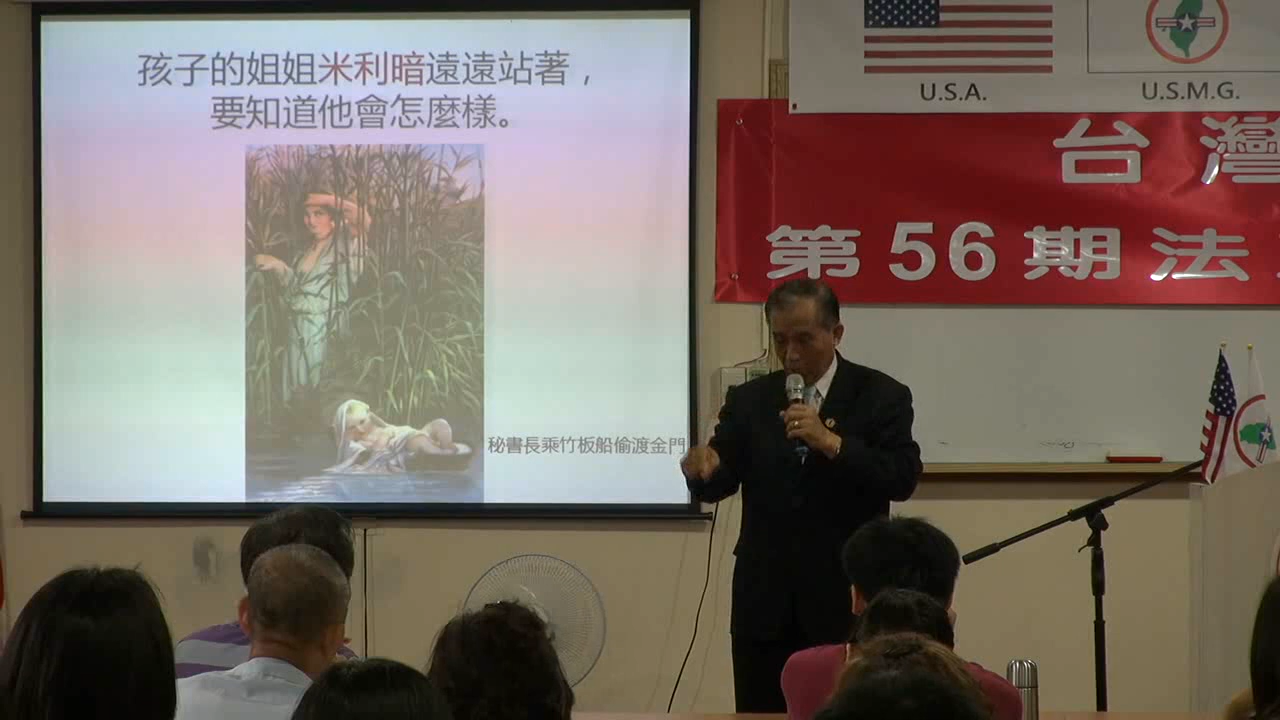 孩子的姐姐米利暗遠遠站著，
要知道他會怎麼樣。
秘書長乘竹板船偷渡金門
U.S.A.
U.S.M.G.
台灣
第56期法